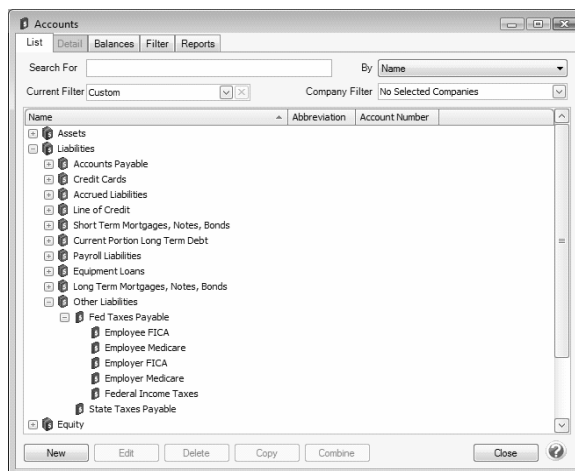 Accounts
List Detail Balances Filter Reports
Search For By Name
Current Filter Custom Company Filter No Selected Companies
Name Abbreviation Account Number
Assets
Liabilities
Accounts Payable
Credit Cards
Accrued Liabilities
Line of Credit
Short Term Mortgages, Notes, Bonds
Current Portion Long Term Debt
Payroll Liabilities
Equipment Loans
Long Term Mortgages, Notes, Bonds
Other Liabilities
Fed Taxes Payable
Employee FICA
Employee Medicare
Employer FICA
Employer Medicare
Federal Income Taxes
State Taxes Payable
Equity
New Edit Delete Copy Combine Close ?